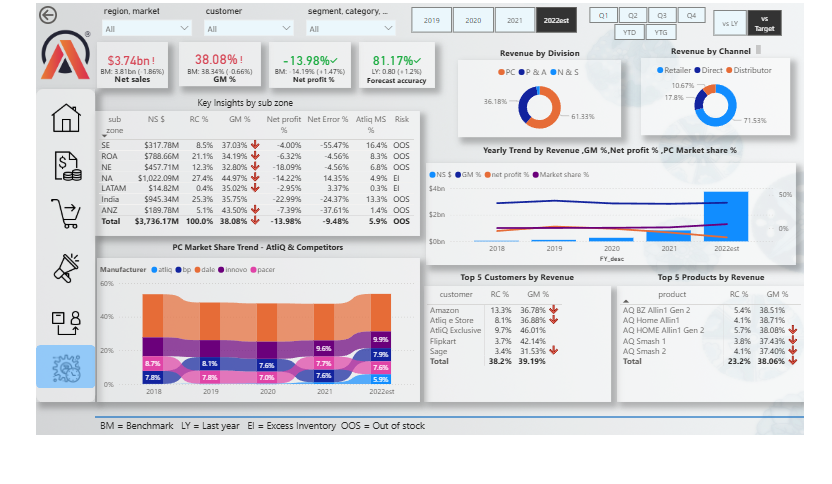 region, market customer segment, category, ...
All All All
2019 2020 2021 2022est
Q1 Q2 Q3 Q4
YTD YTG
vs LY vs Target
®
$3.74bn!
BM: 3.81bn (-1.86%)
Net sales
38.08%!
BM: 38.34% (-0.66%)
GM %
-13.98%✓
BM: -14.19% (+1.47%)
Net profit %
81.17%✓
LY: 0.80 (+1.2%)
Forecast accuracy
Revenue by Division
PC P & A N & S
36.18%
61.33%
Revenue by Channel
Retailer Direct Distributor
10.67%
17.8%
71.53%
Key Insights by sub zone
sub zone NS $ RC % GM % Net profit % Net Error % Atliq MS % Risk
SE $317.78M 8.5% 37.03% -4.00% -55.47% 16.4% OOS
ROA $788.66M 21.1% 34.19% -6.32% -4.56% 8.3% OOS
NE $457.71M 12.3% 32.80% -18.09% -4.56% 6.8% OOS
NA $1,022.09M 27.4% 44.97% -14.22% 14.35% 4.9% EI
LATAM $14.82M 0.4% 35.02% -2.95% 3.37% 0.3% EI
India $945.34M 25.3% 35.75% -22.99% -24.37% 13.3% OOS
ANZ $189.78M 5.1% 43.50% -7.39% -37.61% 1.4% OOS
Total $3,736.17M 100.0% 38.08% -13.98% -9.48% 5.9% OOS
Yearly Trend by Revenue ,GM %,Net profit % ,PC Market share %
NS $ GM % net profit % Market share %
$4bn
$2bn
$0bn
50%
0%
2018 2019 2020 2021 2022est
FY_desc
PC Market Share Trend - AtliQ & Competitors
Manufacturer atliq bp dale innovo pacer
60%
40%
20%
0%
8.7%
7.8%
8.1%
7.8%
7.6%
7.0%
9.6%
7.7%
7.6%
9.9%
7.9%
7.6%
5.9%
2018 2019 2020 2021 2022est
Top 5 Customers by Revenue
customer RC % GM %
Amazon 13.3% 36.78%
Atliq e Store 8.1% 36.88%
AtliQ Exclusive 9.7% 46.01%
Flipkart 3.7% 42.14%
Sage 3.4% 31.53%
Total 38.2% 39.19%
Top 5 Products by Revenue
product RC % GM %
AQ BZ Allin1 Gen 2 5.4% 38.51%
AQ Home Allin1 4.1% 38.71%
AQ HOME Allin1 Gen 2 5.7% 38.08%
AQ Smash 1 3.8% 37.43%
AQ Smash 2 4.1% 37.40%
Total 23.2% 38.06%
BM = Benchmark LY = Last year EI = Excess Inventory OOS = Out of stock